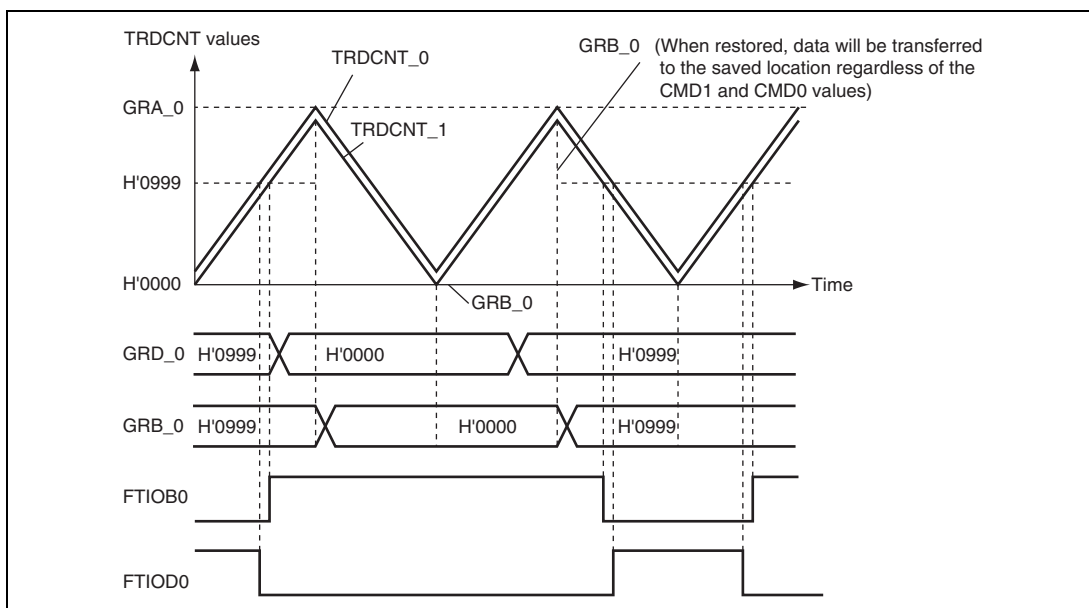 TRDCNT values
TRDCNT_0
GRB_0 (When restored, data will be transferred
to the saved location regardless of the
CMD1 and CMD0 values)
GRA_0
TRDCNT_1
H'0999
H'0000
Time
GRB_0
GRD_0 H'0999 H'0000 H'0999
GRB_0 H'0999 H'0000 H'0999
FTIOB0
FTIOD0